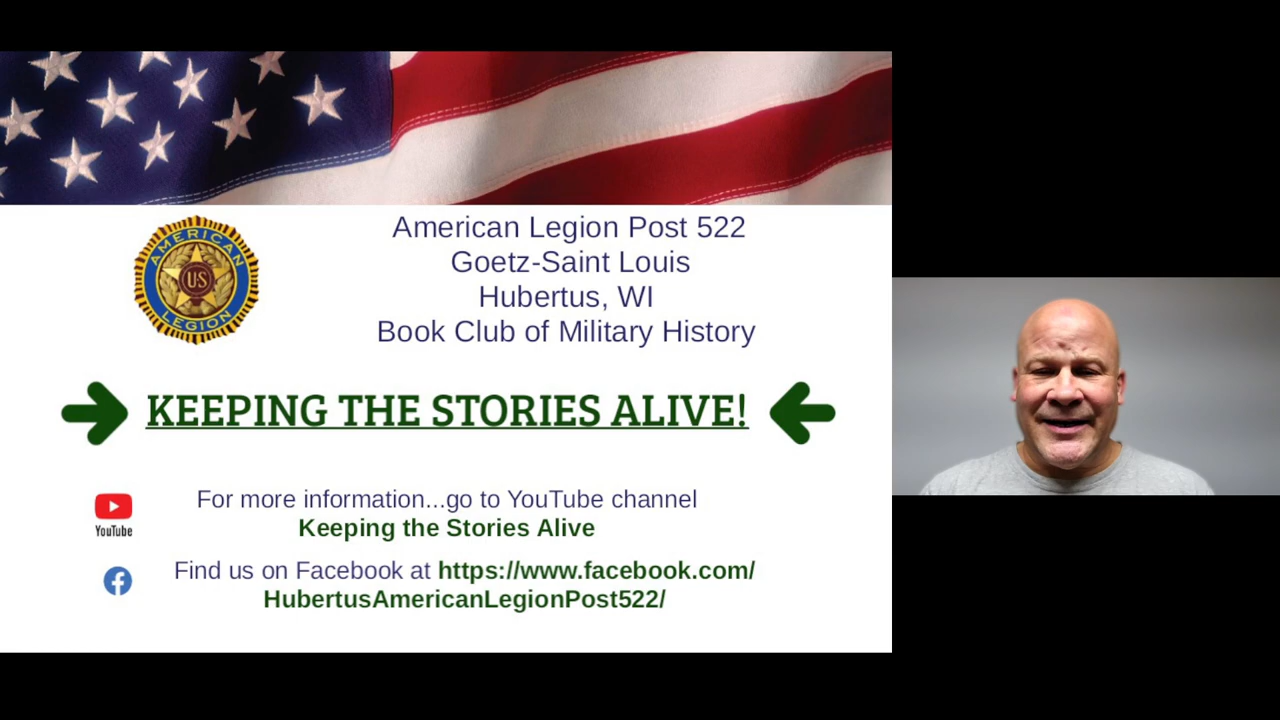 American Legion Post 522
Goetz-Saint Louis
Hubertus, WI
Book Club of Military History
AMERICAN
U·S
LEGION
KEEPING THE STORIES ALIVE!
For more information...go to YouTube channel
Keeping the Stories Alive
YouTube
Find us on Facebook at https://www.facebook.com/
HubertusAmericanLegionPost522/